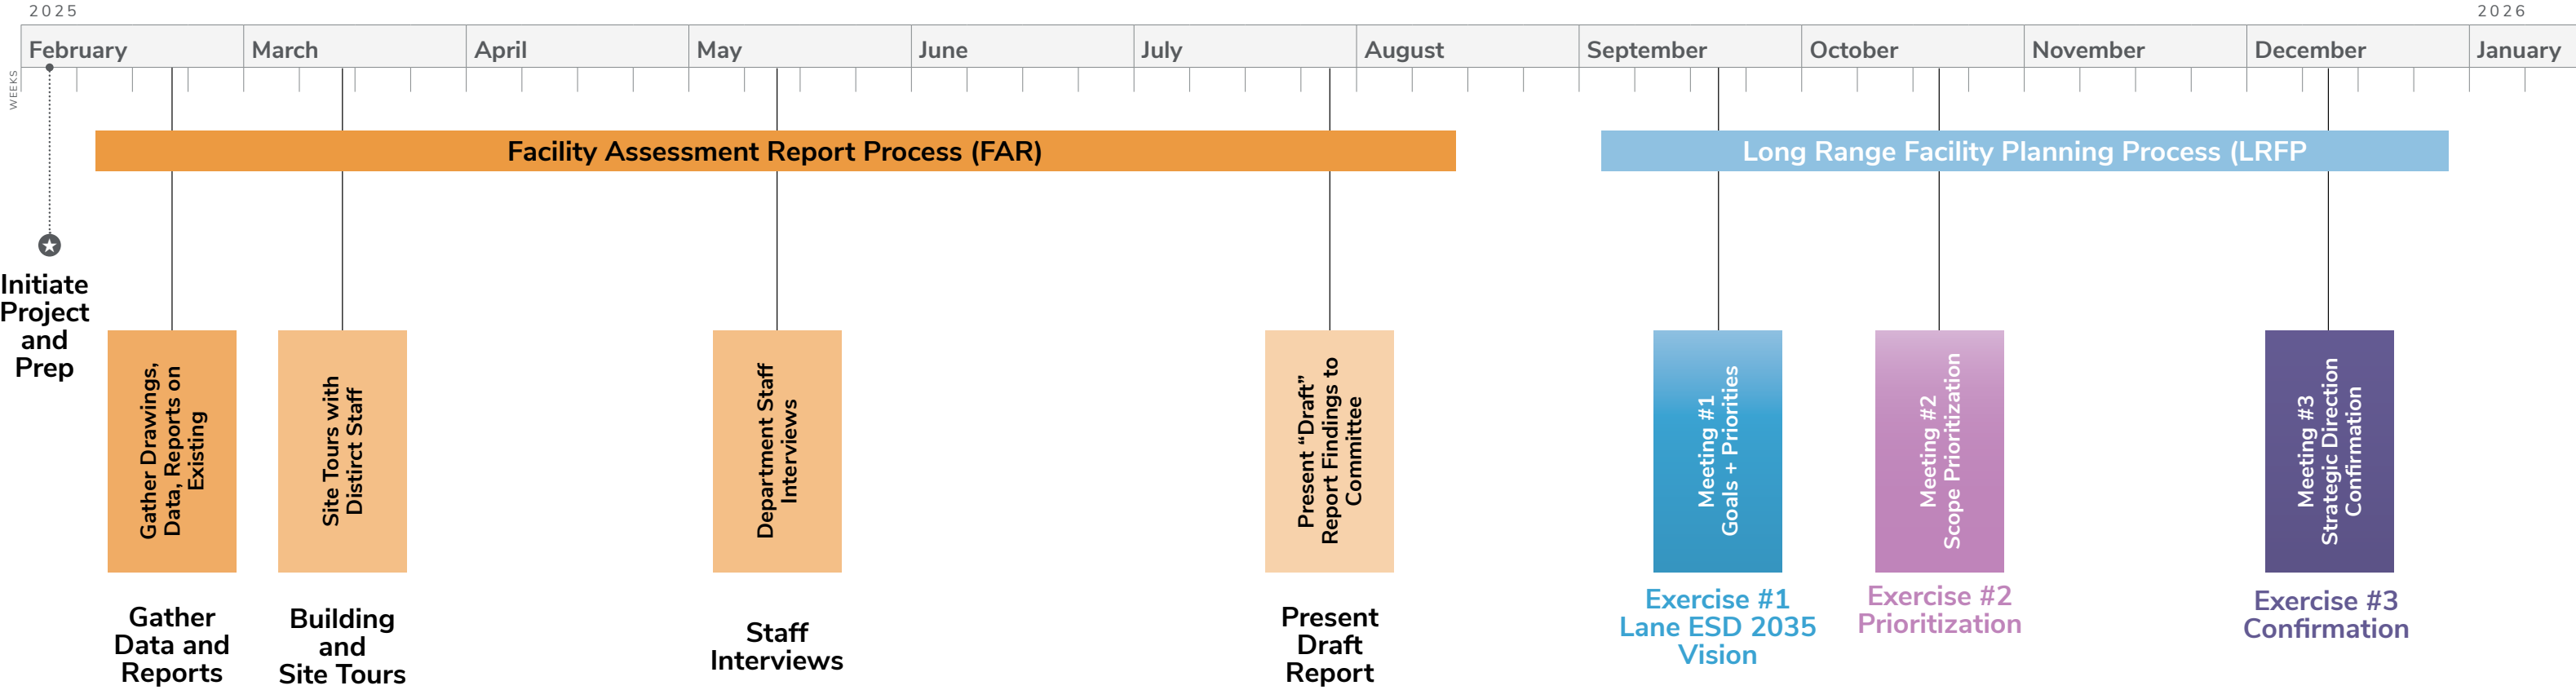 2025
2026
February
March
April
May
June
July
August
September
October
November
December
January
WEEKS
Facility Assessment Report Process (FAR)
Long Range Facility Planning Process (LRFP
Initiate
Project
and
Prep
Gather Drawings,
Data, Reports on
Existing
Site Tours with
Distirct Staff
Department Staff
Interviews
Present “Draft”
Report Findings to
Committee
Meeting #1
Goals + Priorities
Meeting #2
Scope Prioritization
Meeting #3
Strategic Direction
Confirmation
Gather
Data and
Reports
Building
and
Site Tours
Staff
Interviews
Present
Draft
Report
Exercise #1
Lane ESD 2035
Vision
Exercise #2
Prioritization
Exercise #3
Confirmation